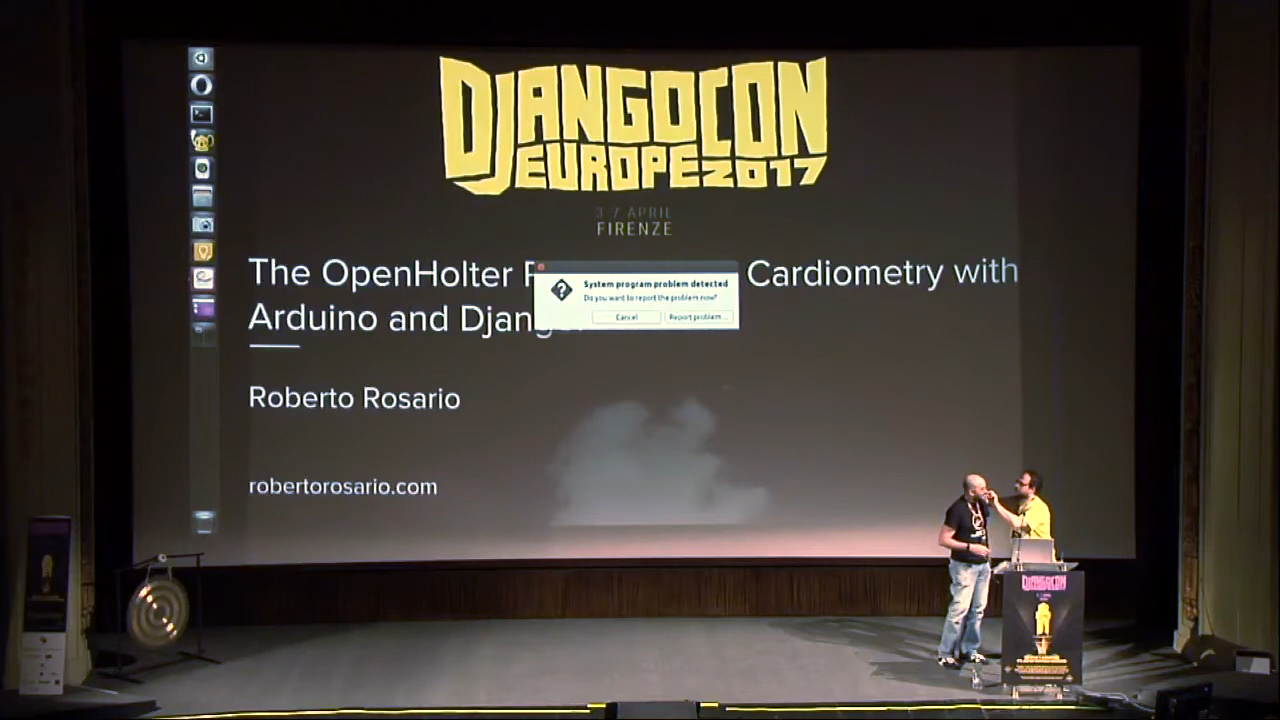 DJANGOCON
EUROPE2017
3-7 APRIL
FIRENZE
The OpenHolter
Cardiometry with
Arduino and Django
System program problem detected
Do you want to report the problem now?
Cancel
Report problem...
Roberto Rosario
robertorosario.com
DJANGOCON